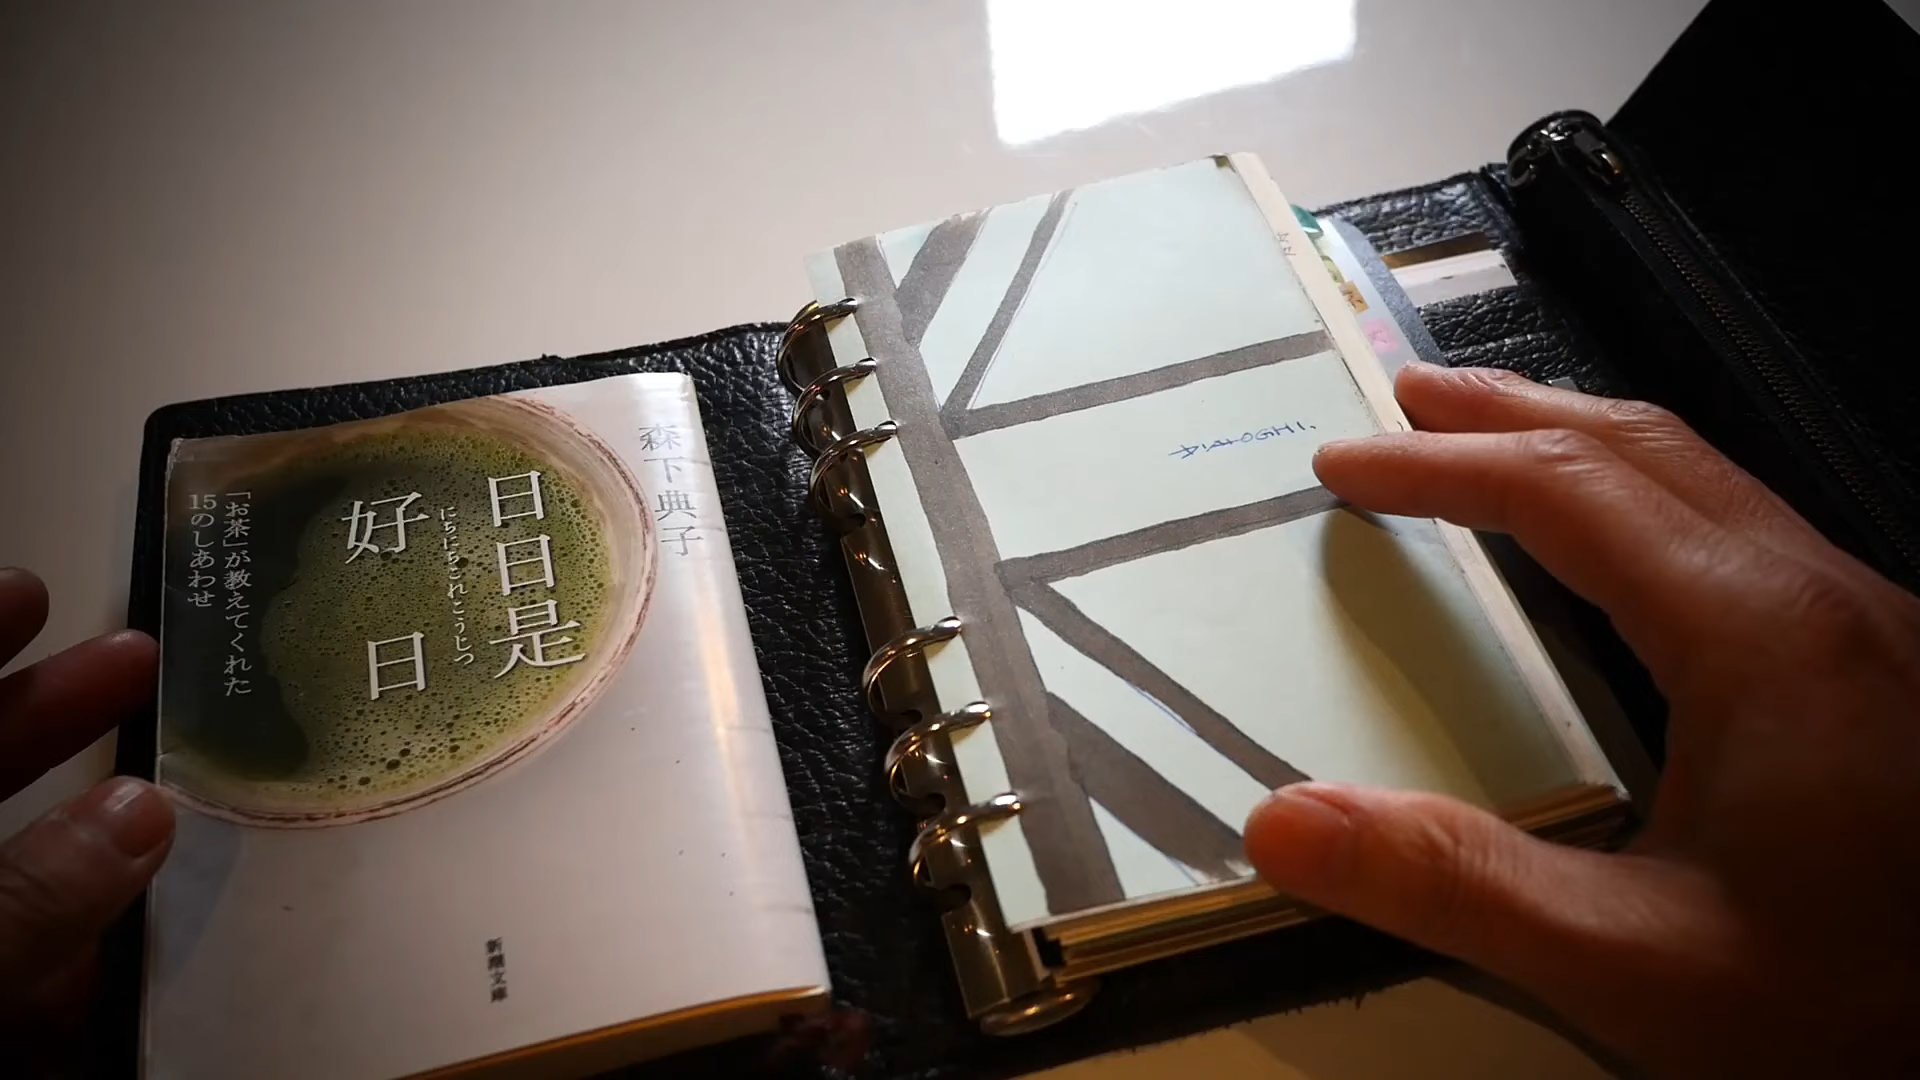 森下典子
日日是
にちにちこれこうじつ
好日
「お茶」が教えてくれた
15のしあわせ
新潮文庫